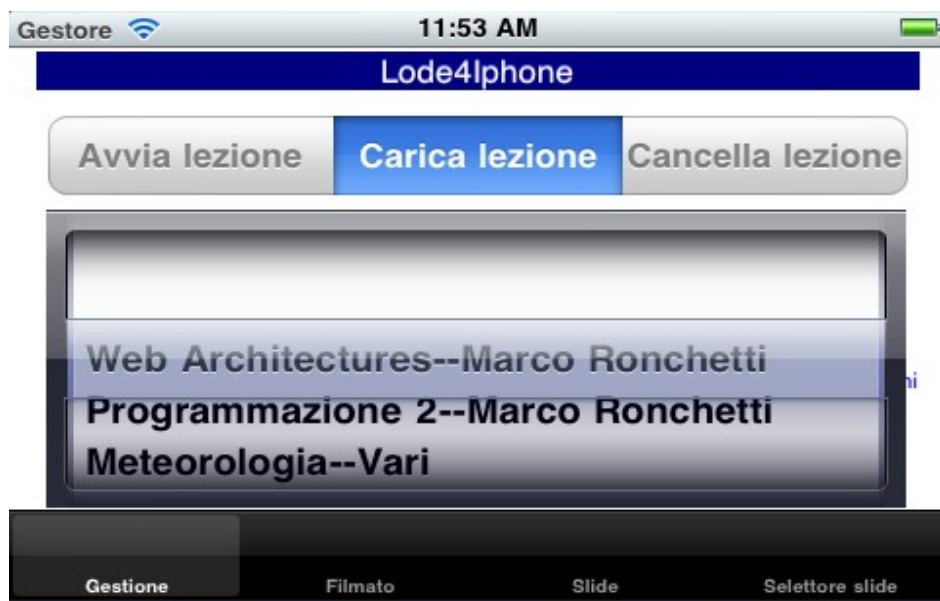 Gestore 11:53 AM
Lode4Iphone
Avvia lezione Carica lezione Cancella lezione
Web Architectures--Marco Ronchetti
ni
Programmazione 2--Marco Ronchetti
Meteorologia--Vari
Gestione Filmato Slide Selettore slide